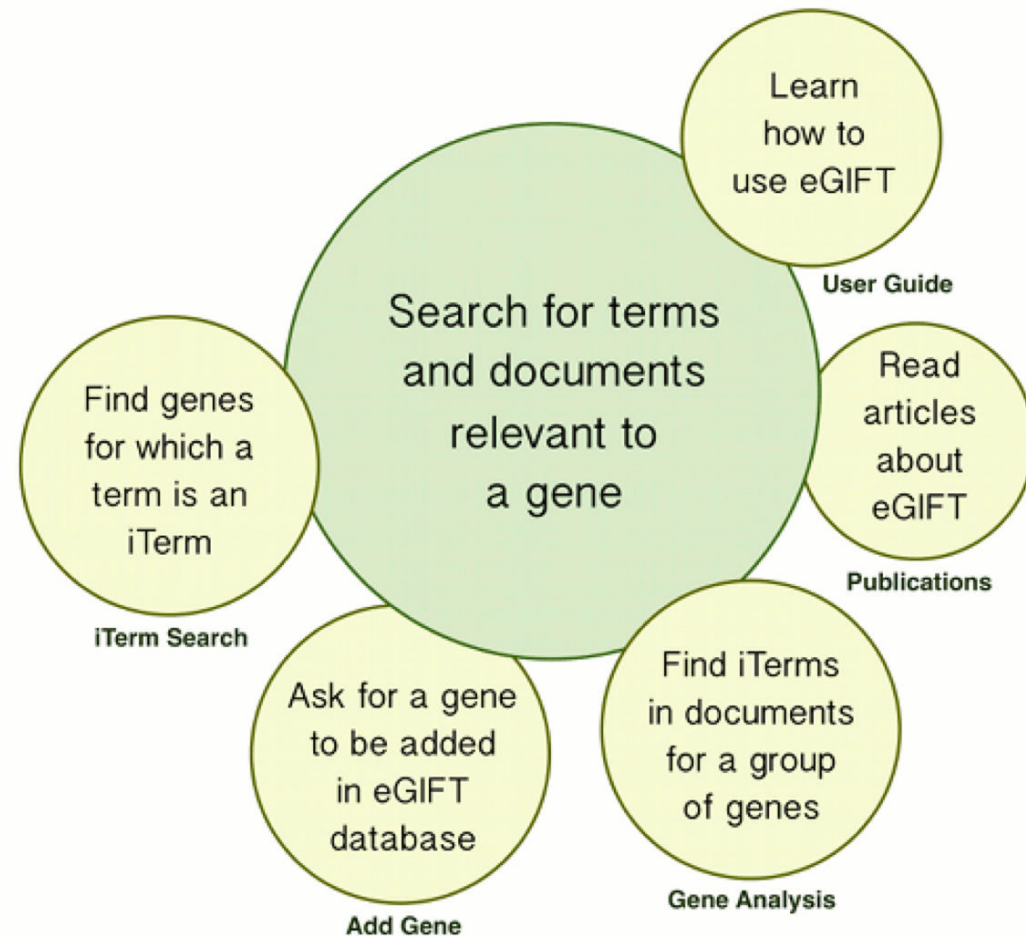 Learn
how to
use eGIFT
User Guide
Search for terms
and documents
relevant to
a gene
Read
articles
about
eGIFT
Publications
Find genes
for which a
term is an
iTerm
iTerm Search
Ask for a gene
to be added
in eGIFT
database
Add Gene
Find iTerms
in documents
for a group
of genes
Gene Analysis